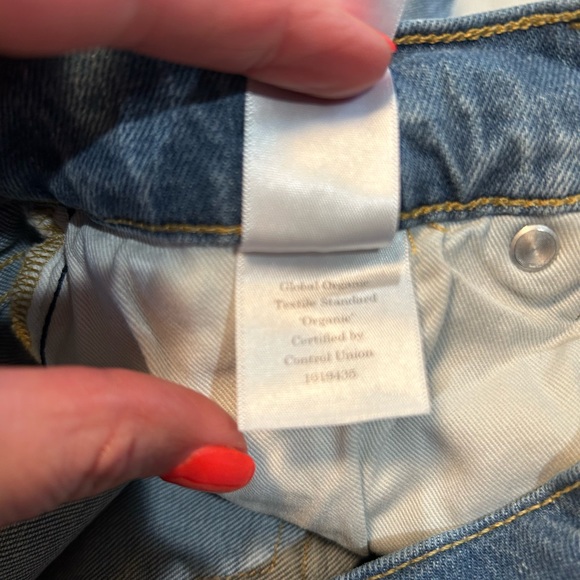 Global Organic
Textile Standard
'Organic'
Certified by
Control Union
1019435